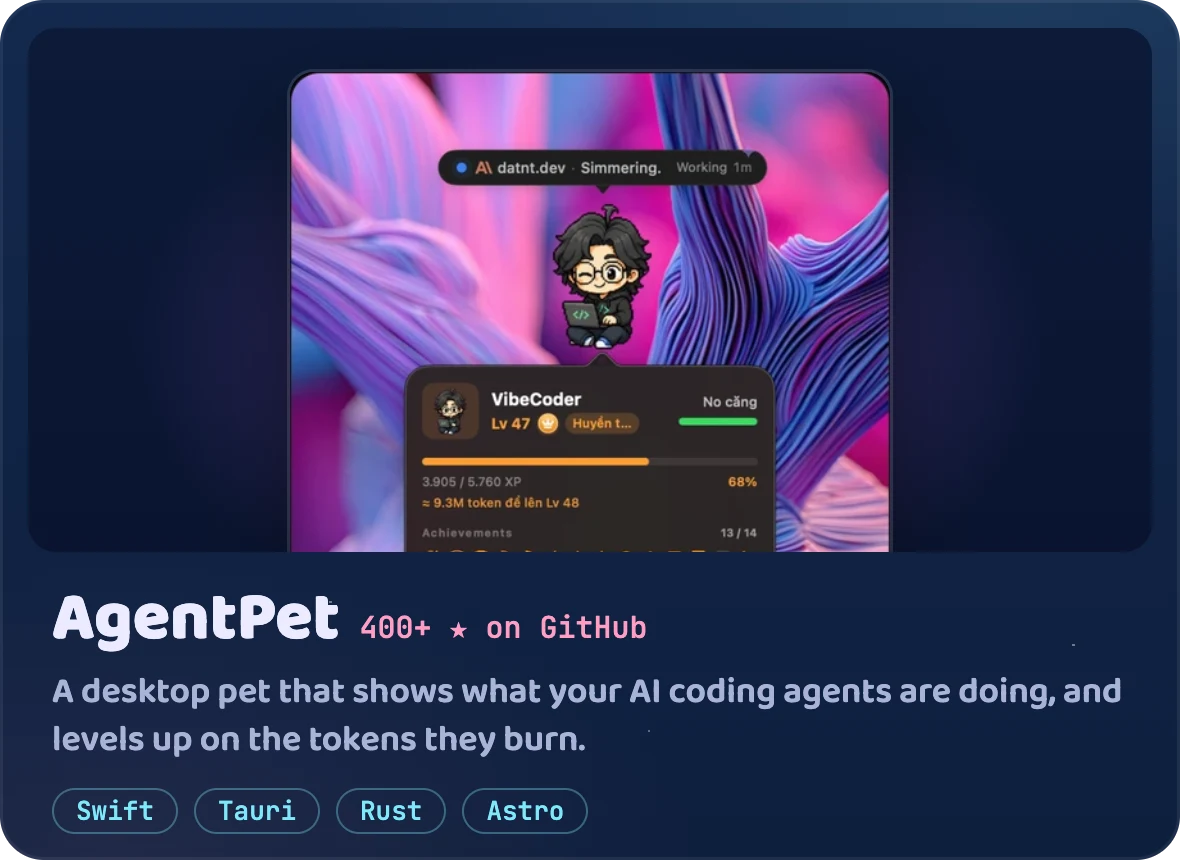 datnt.dev · Simmering. Working 1m
</>
VibeCoder
No căng
Lv 47 Huyền t...
3.905 / 5.760 XP 68%
≈ 9.3M token để lên Lv 48
Achievements 13 / 14
AgentPet 400+ ★ on GitHub
A desktop pet that shows what your AI coding agents are doing, and
levels up on the tokens they burn.
Swift Tauri Rust Astro